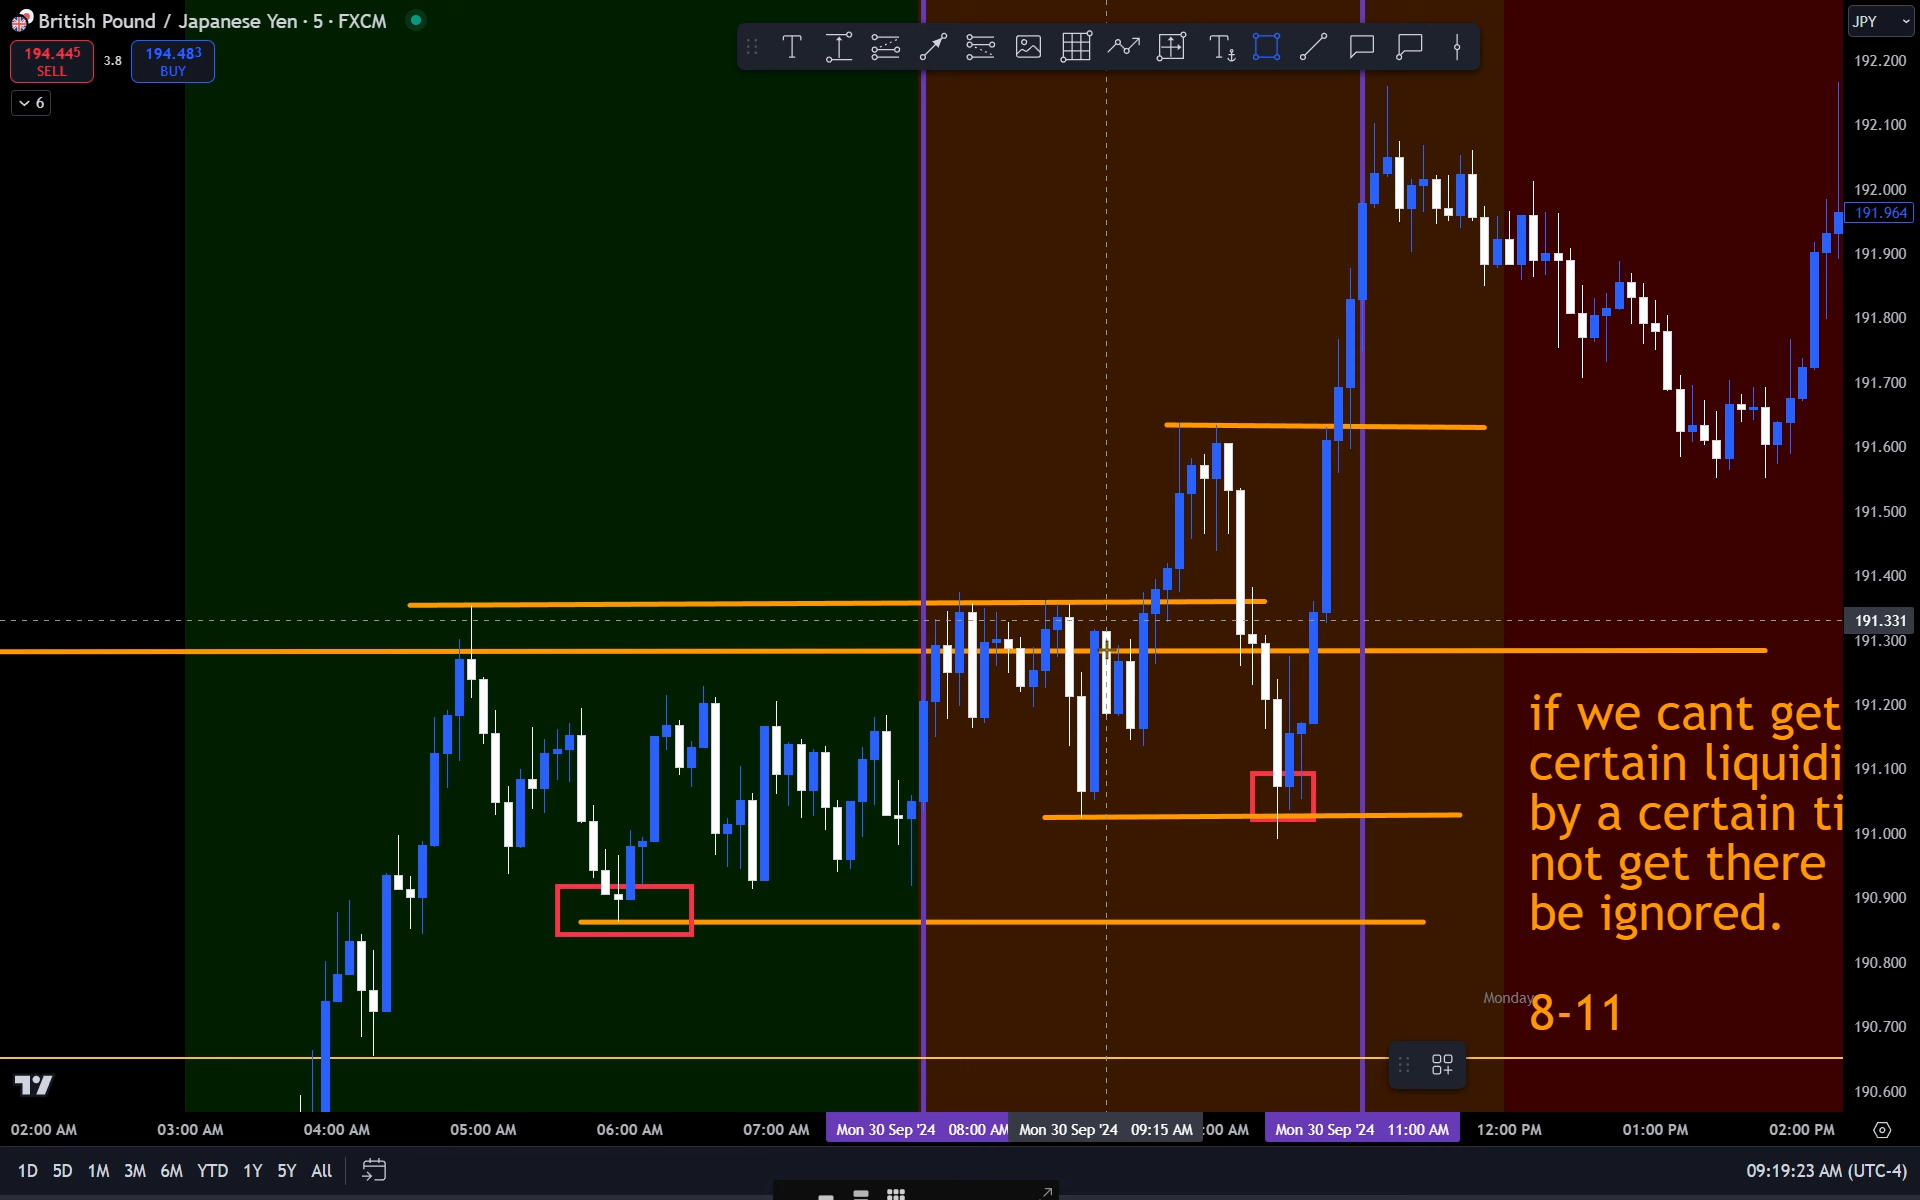 British Pound / Japanese Yen · 5 · FXCM
194.445 SELL
3.8
194.483 BUY
6
JPY
192.200
192.100
192.000
191.964
191.900
191.800
191.700
191.600
191.500
191.400
191.331
191.300
191.200
191.100
191.000
190.900
190.800
190.700
190.600
if we cant get
certain liquidi
by a certain ti
not get there
be ignored.
Monday
8-11
02:00 AM 03:00 AM 04:00 AM 05:00 AM 06:00 AM 07:00 AM Mon 30 Sep '24 08:00 AM Mon 30 Sep '24 09:15 AM :00 AM Mon 30 Sep '24 11:00 AM 12:00 PM 01:00 PM 02:00 PM
1D 5D 1M 3M 6M YTD 1Y 5Y All
09:19:23 AM (UTC-4)